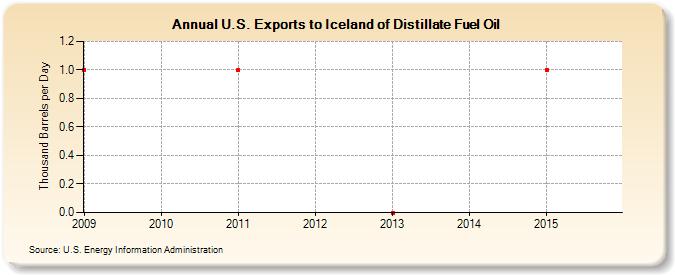 Annual U.S. Exports to Iceland of Distillate Fuel Oil
Thousand Barrels per Day
1.2
1.0
0.8
0.6
0.4
0.2
0.0
2009 2010 2011 2012 2013 2014 2015
Source: U.S. Energy Information Administration